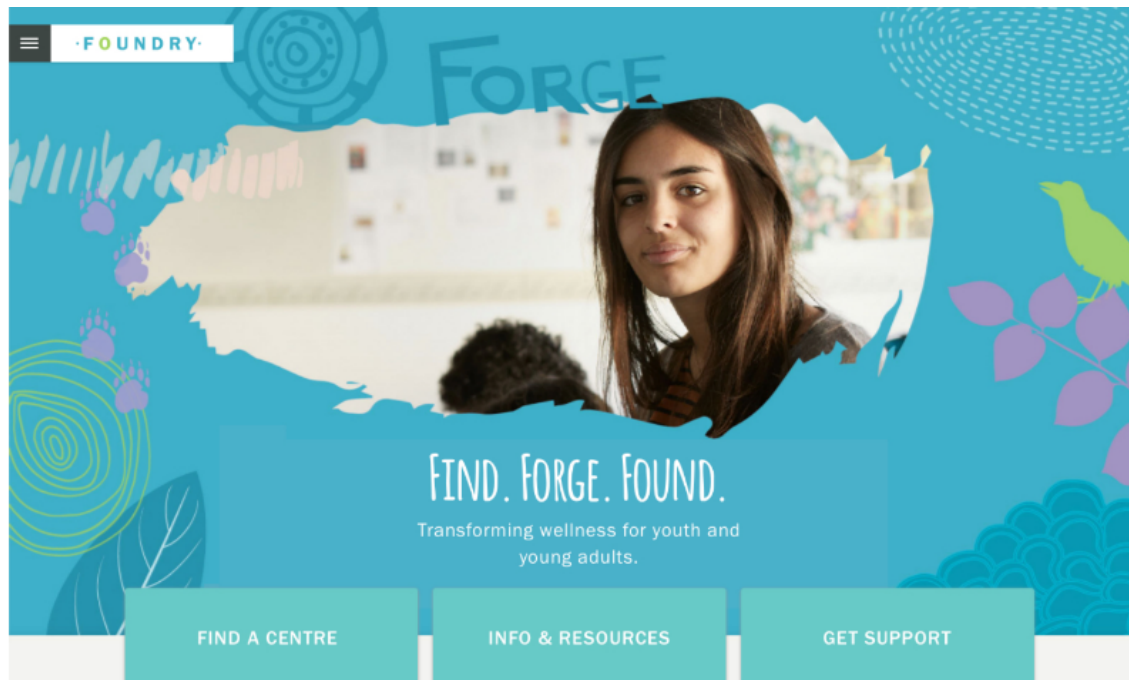 ·FOUNDRY·
FORGE
FIND. FORGE. FOUND.
Transforming wellness for youth and
young adults.
FIND A CENTRE
INFO & RESOURCES
GET SUPPORT